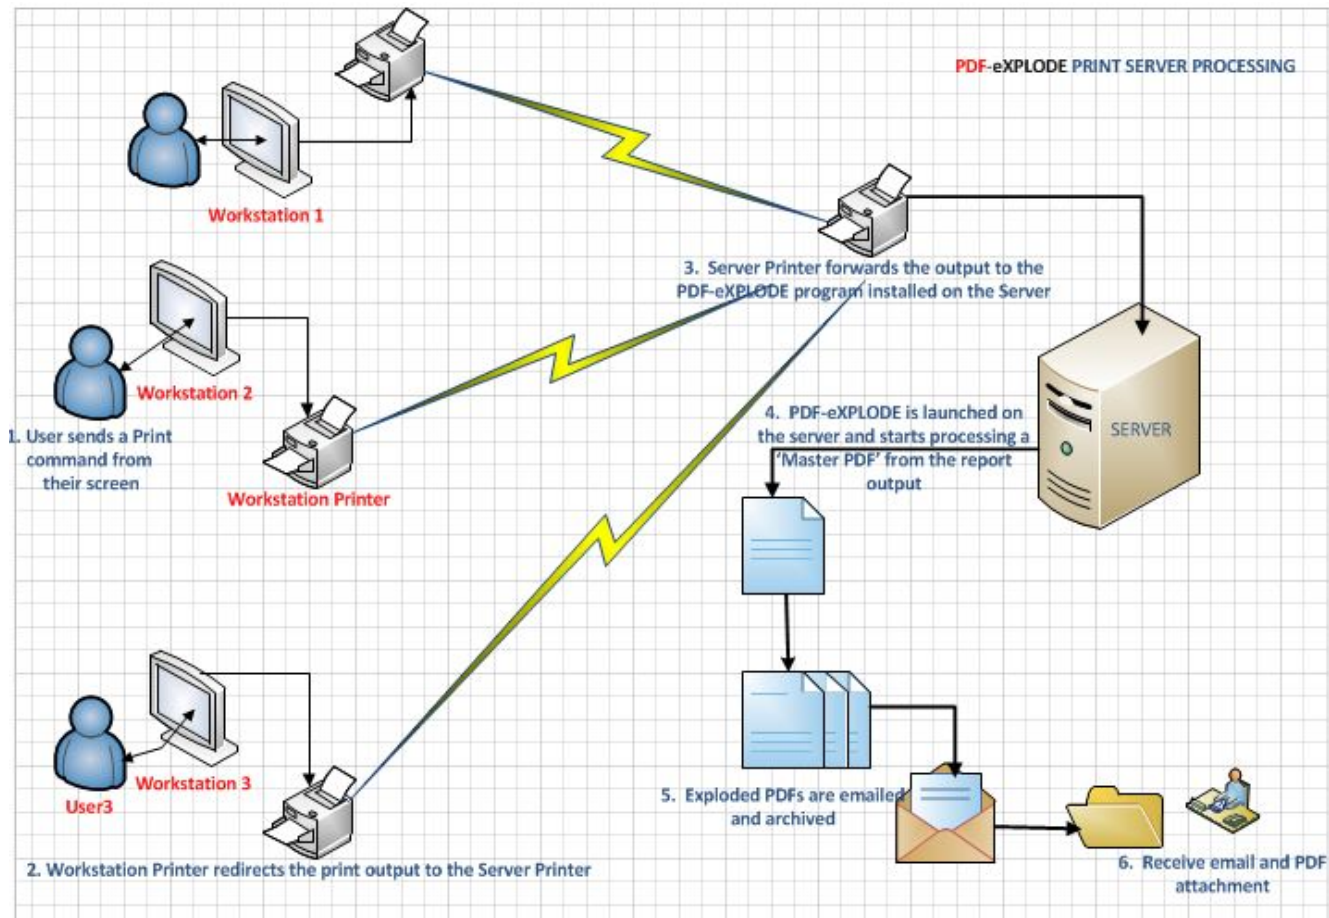 PDF-eXPLODE PRINT SERVER PROCESSING
Workstation 1
3. Server Printer forwards the output to the
PDF-eXPLODE program installed on the Server
Workstation 2
1. User sends a Print
command from
their screen
Workstation Printer
4. PDF-eXPLODE is launched on
the server and starts processing a
'Master PDF' from the report
output
SERVER
Workstation 3
User3
2. Workstation Printer redirects the print output to the Server Printer
5. Exploded PDFs are emailed
and archived
6. Receive email and PDF
attachment